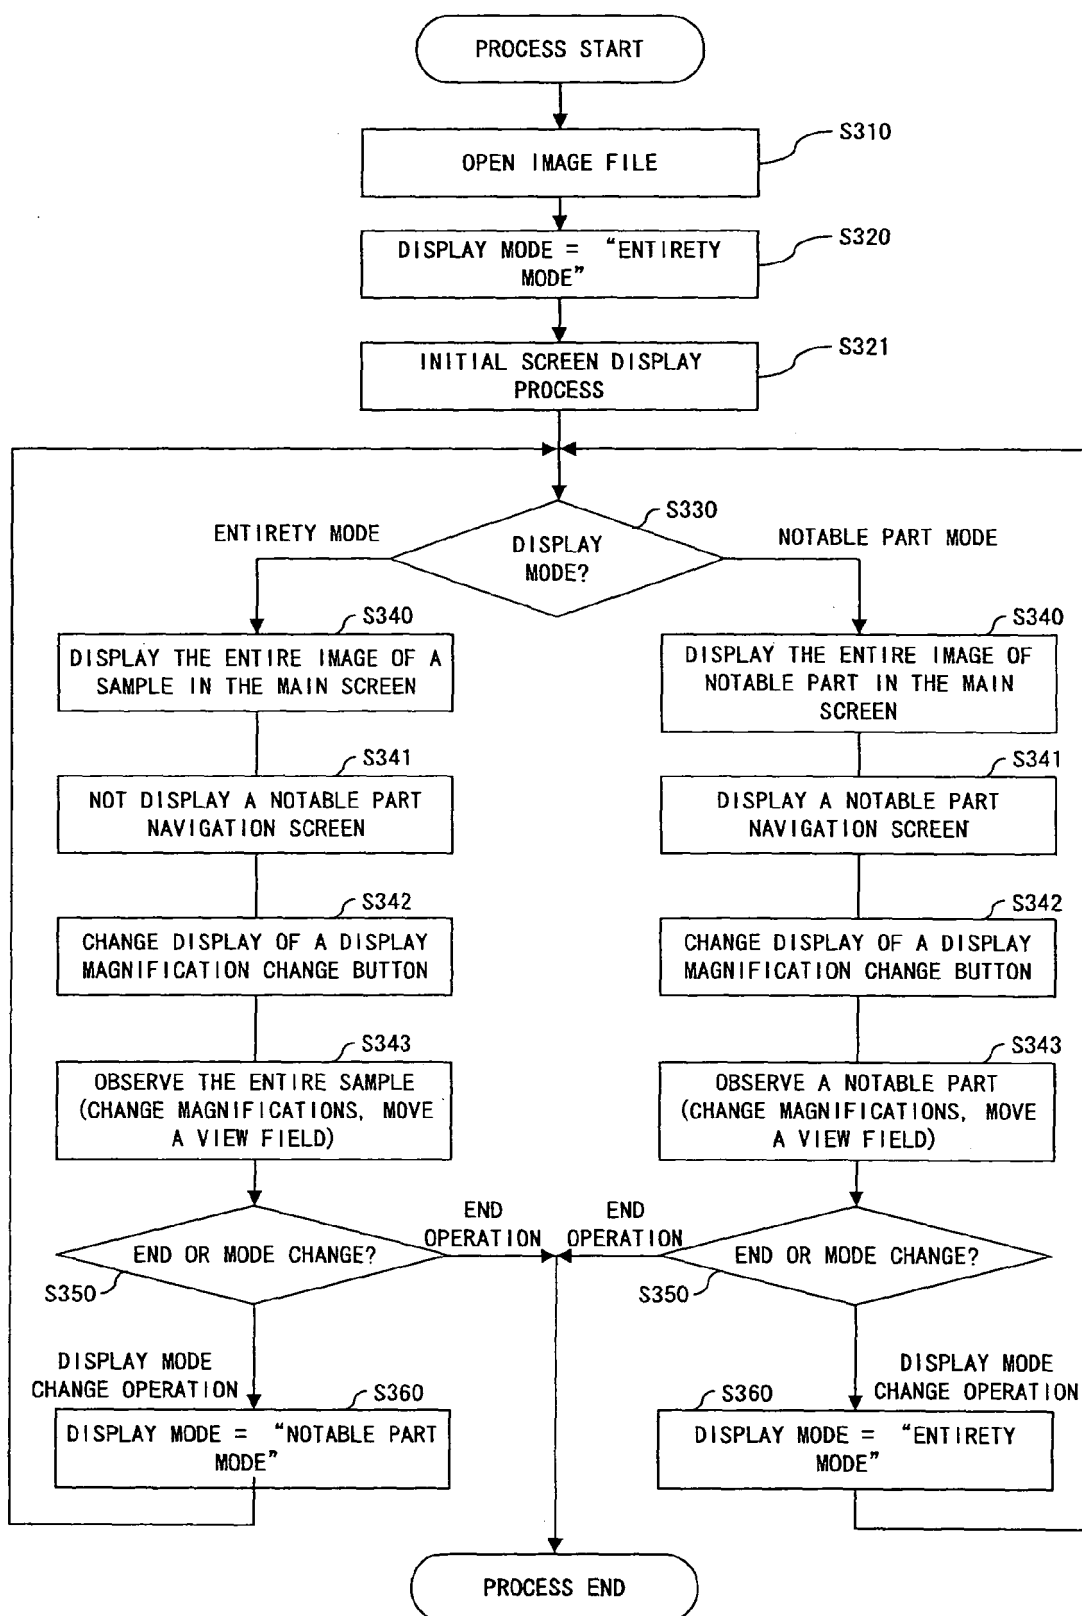 PROCESS START
S310
OPEN IMAGE FILE
S320
DISPLAY MODE = “ENTIRETY
MODE”
S321
INITIAL SCREEN DISPLAY
PROCESS
S330
ENTIRETY MODE
DISPLAY
MODE?
NOTABLE PART MODE
S340
DISPLAY THE ENTIRE IMAGE OF A
SAMPLE IN THE MAIN SCREEN
S341
NOT DISPLAY A NOTABLE PART
NAVIGATION SCREEN
S342
CHANGE DISPLAY OF A DISPLAY
MAGNIFICATION CHANGE BUTTON
S343
OBSERVE THE ENTIRE SAMPLE
(CHANGE MAGNIFICATIONS, MOVE
A VIEW FIELD)
END OR MODE CHANGE?
S350
END
OPERATION
DISPLAY MODE
CHANGE OPERATION
S360
DISPLAY MODE = “NOTABLE PART
MODE”
S340
DISPLAY THE ENTIRE IMAGE OF
NOTABLE PART IN THE MAIN
SCREEN
S341
DISPLAY A NOTABLE PART
NAVIGATION SCREEN
S342
CHANGE DISPLAY OF A DISPLAY
MAGNIFICATION CHANGE BUTTON
S343
OBSERVE A NOTABLE PART
(CHANGE MAGNIFICATIONS, MOVE
A VIEW FIELD)
END
OPERATION
END OR MODE CHANGE?
S350
DISPLAY MODE
CHANGE OPERATION
S360
DISPLAY MODE = “ENTIRETY
MODE”
PROCESS END